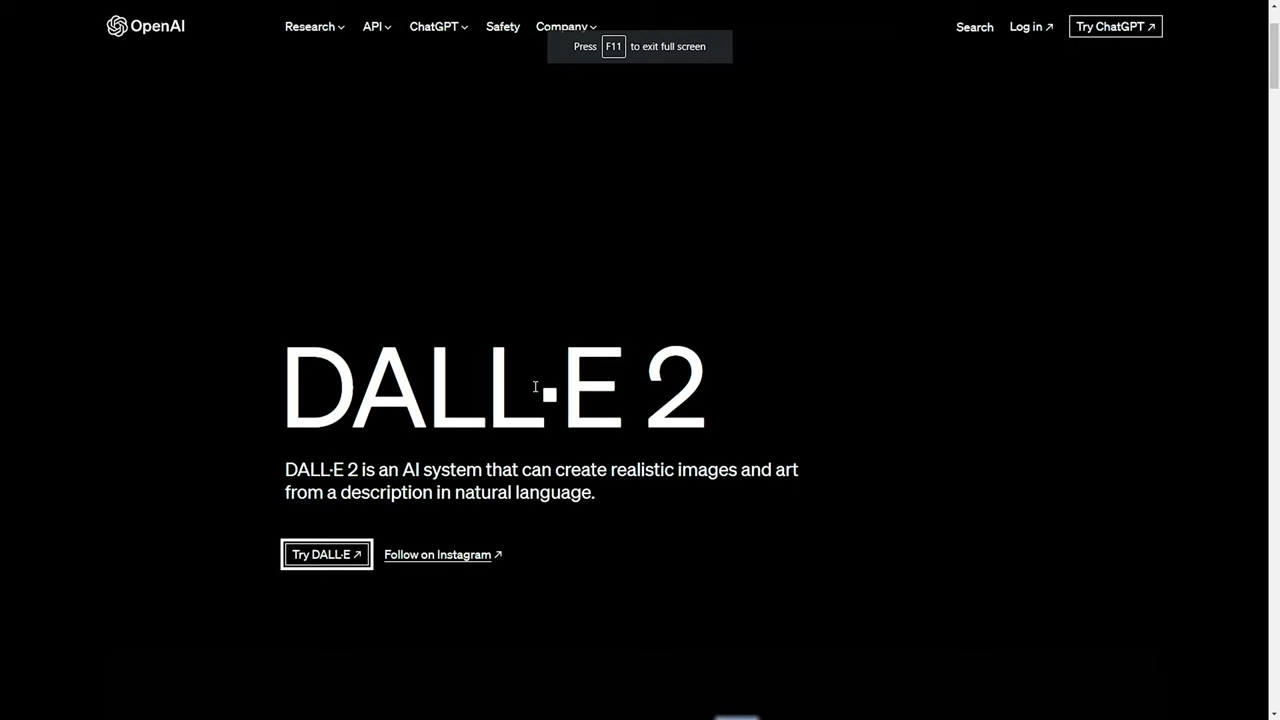 OpenAI
Research API ChatGPT Safety Company
Search Log in ↗ Try ChatGPT ↗
Press F11 to exit full screen
DALL·E 2
DALL·E 2 is an AI system that can create realistic images and art
from a description in natural language.
Try DALL·E ↗ Follow on Instagram ↗